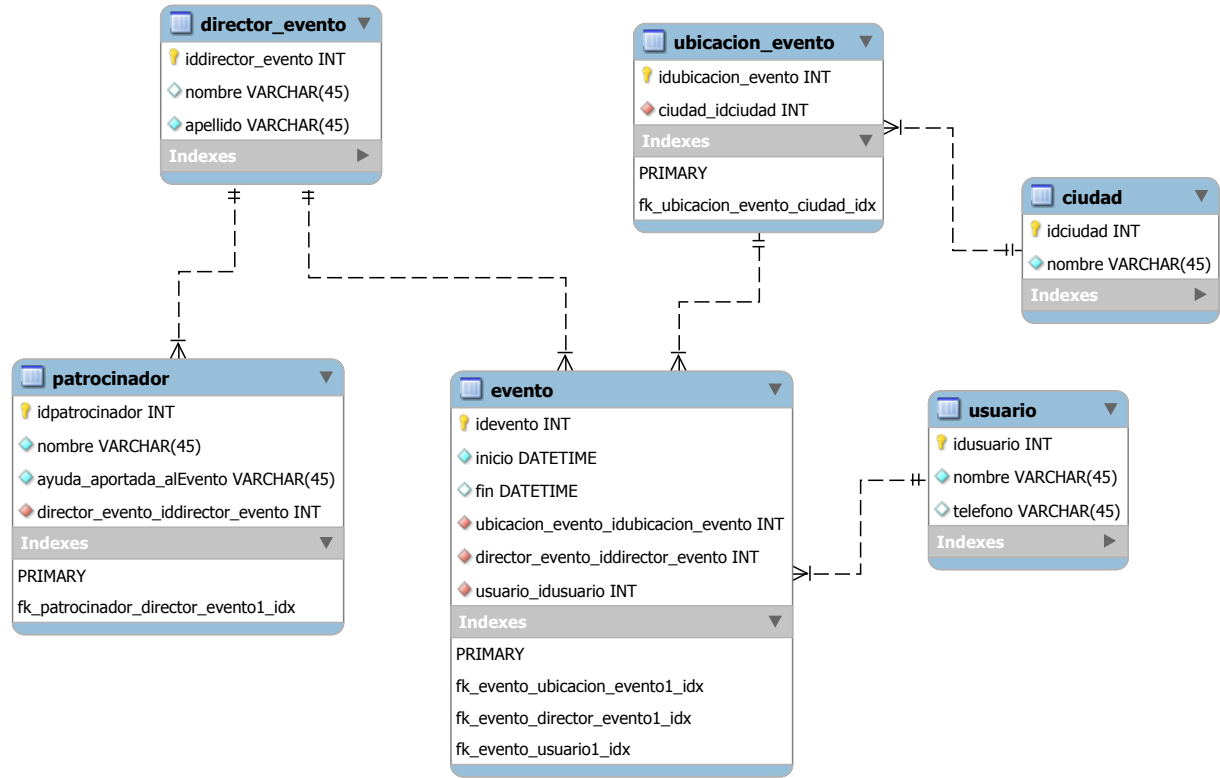 director_evento
iddirector_evento INT
nombre VARCHAR(45)
apellido VARCHAR(45)
Indexes
ubicacion_evento
idubicacion_evento INT
ciudad_idciudad INT
Indexes
PRIMARY
fk_ubicacion_evento_ciudad_idx
ciudad
idciudad INT
nombre VARCHAR(45)
Indexes
patrocinador
idpatrocinador INT
nombre VARCHAR(45)
ayuda_aportada_alEvento VARCHAR(45)
director_evento_iddirector_evento INT
Indexes
PRIMARY
fk_patrocinador_director_evento1_idx
evento
idevento INT
inicio DATETIME
fin DATETIME
ubicacion_evento_idubicacion_evento INT
director_evento_iddirector_evento INT
usuario_idusuario INT
Indexes
PRIMARY
fk_evento_ubicacion_evento1_idx
fk_evento_director_evento1_idx
fk_evento_usuario1_idx
usuario
idusuario INT
nombre VARCHAR(45)
telefono VARCHAR(45)
Indexes